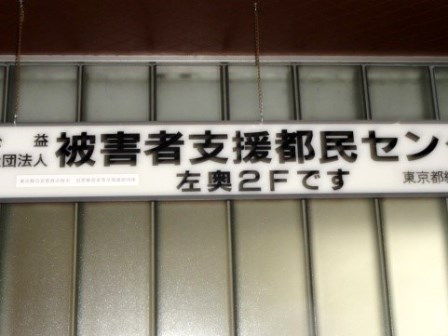 益
団法人
被害者支援都民セン
左奥2Fです
東京都